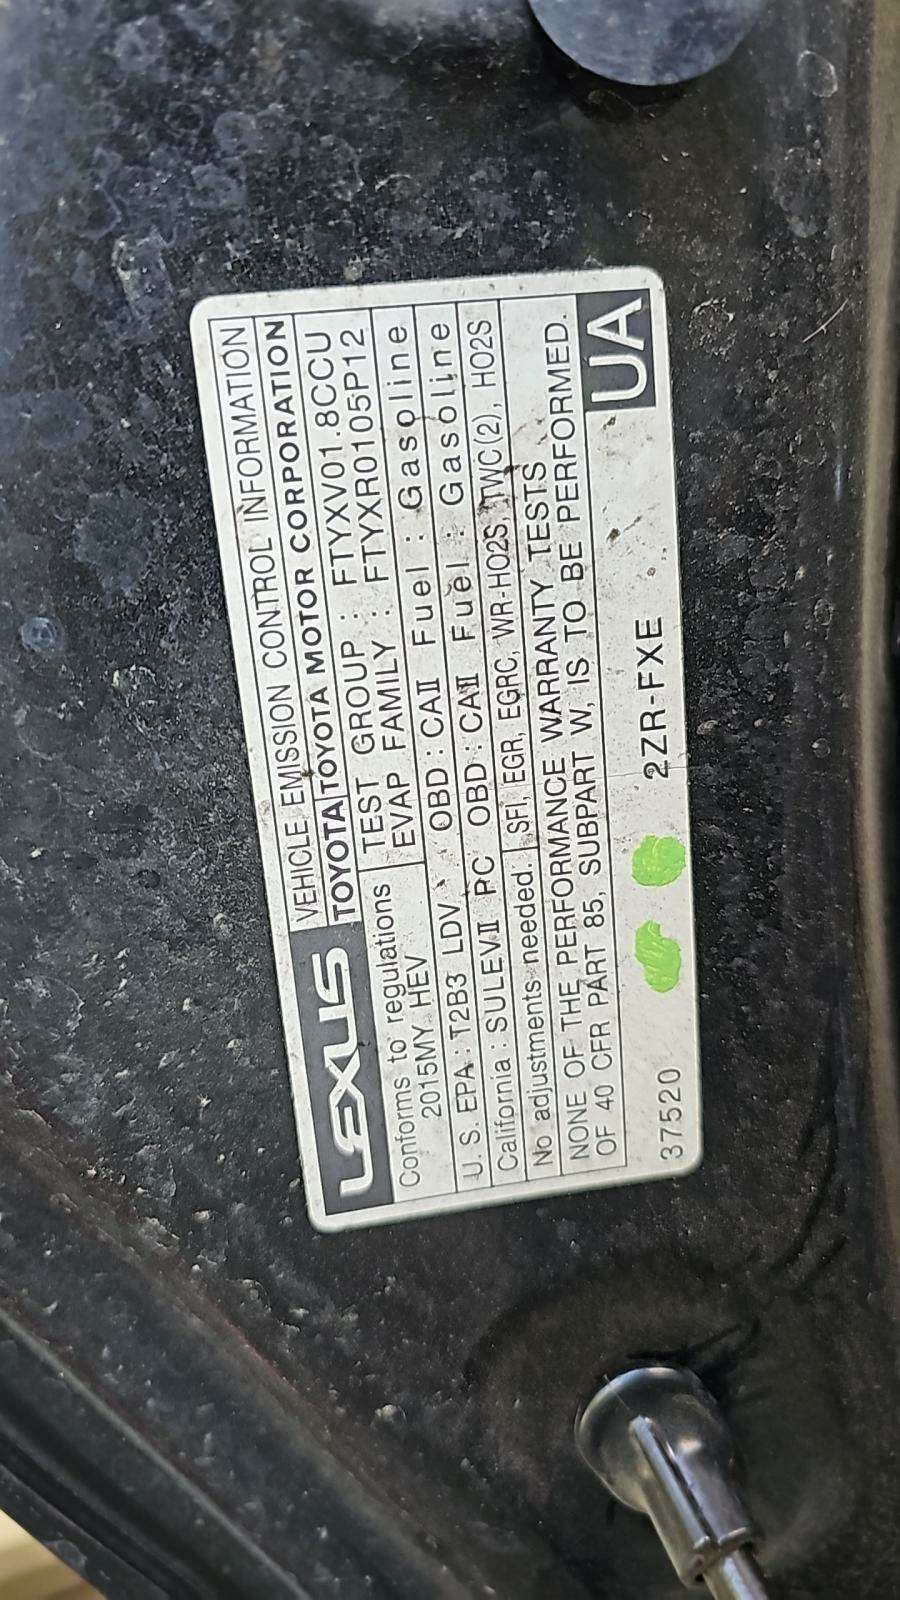 LEXUS
VEHICLE EMISSION CONTROL INFORMATION
TOYOTA TOYOTA MOTOR CORPORATION
Conforms to regulations
2015MY HEV
TEST GROUP : FTYXV01.8CCU
EVAP FAMILY : FTYXR0105P12
U.S. EPA : T2B3 LDV OBD : CAⅡ Fuel : Gasoline
California : SULEVⅡ PC OBD : CAⅡ Fuel : Gasoline
No adjustments needed. SFI, EGR, EGRC, WR-HO2S, TWC(2), HO2S
NONE OF THE PERFORMANCE WARRANTY TESTS
OF 40 CFR PART 85, SUBPART W, IS TO BE PERFORMED.
37520 2ZR-FXE UA